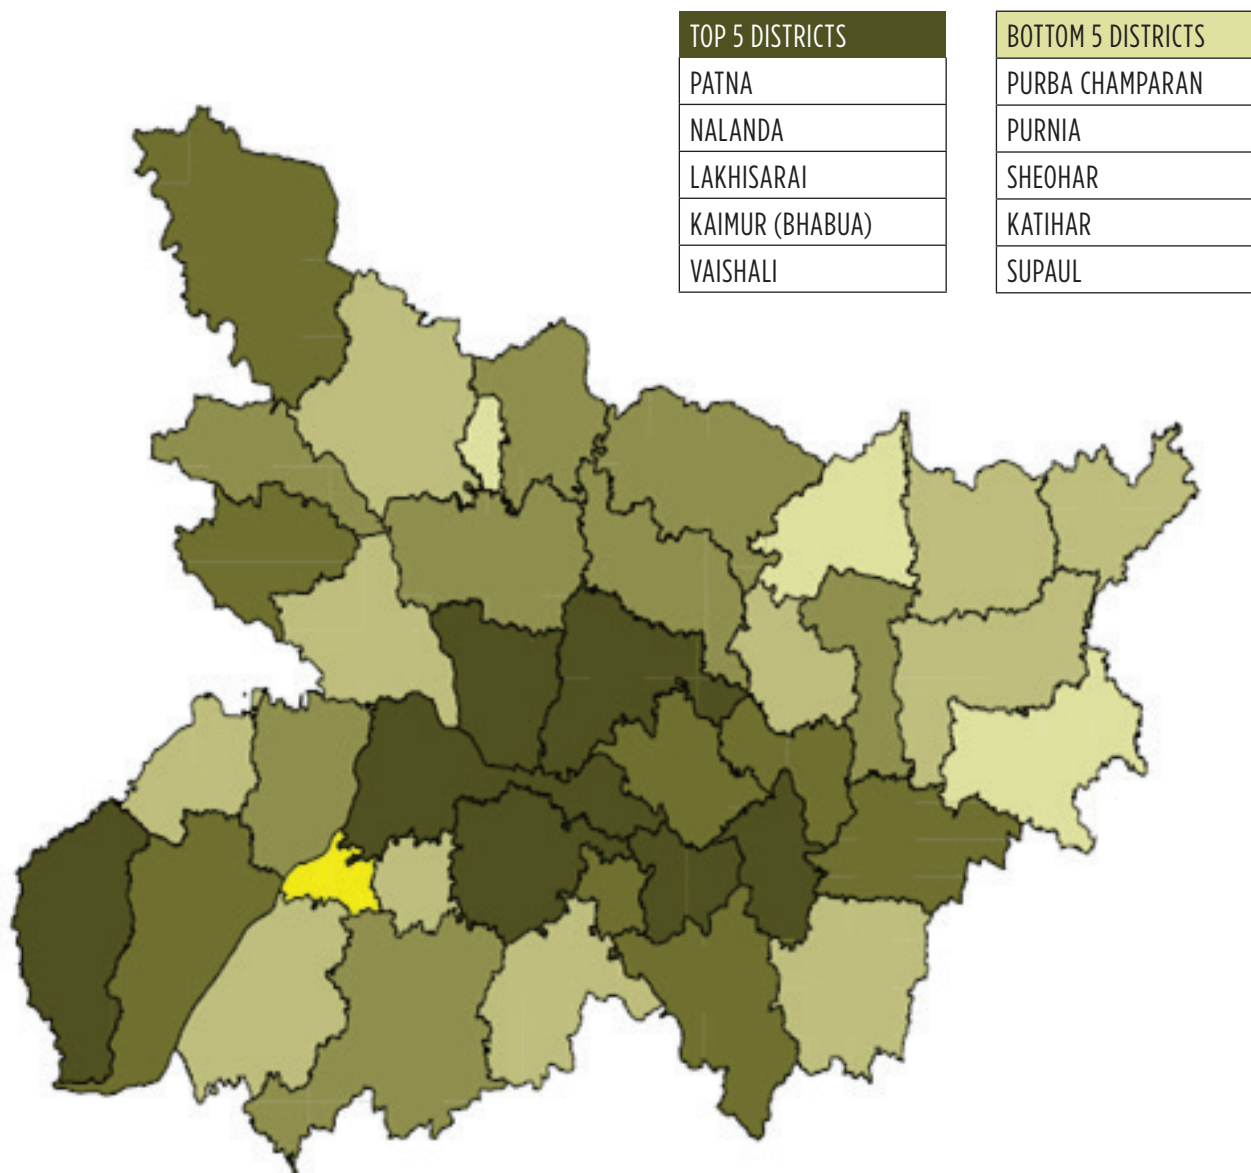 TOP 5 DISTRICTS
PATNA
NALANDA
LAKHISARAI
KAIMUR (BHABUA)
VAISHALI
BOTTOM 5 DISTRICTS
PURBA CHAMPARAN
PURNIA
SHEOHAR
KATIHAR
SUPAUL